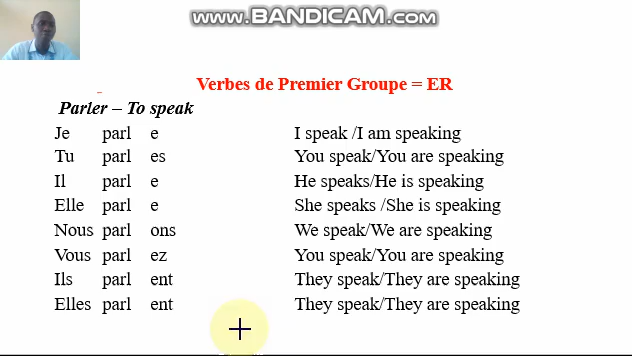 www.BANDICAM.com
Verbes de Premier Groupe = ER
Parler – To speak
Je parl e I speak /I am speaking
Tu parl es You speak/You are speaking
Il parl e He speaks/He is speaking
Elle parl e She speaks /She is speaking
Nous parl ons We speak/We are speaking
Vous parl ez You speak/You are speaking
Ils parl ent They speak/They are speaking
Elles parl ent They speak/They are speaking